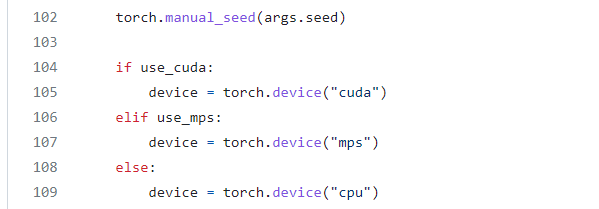 102 torch.manual_seed(args.seed)
103
104 if use_cuda:
105 device = torch.device("cuda")
106 elif use_mps:
107 device = torch.device("mps")
108 else:
109 device = torch.device("cpu")